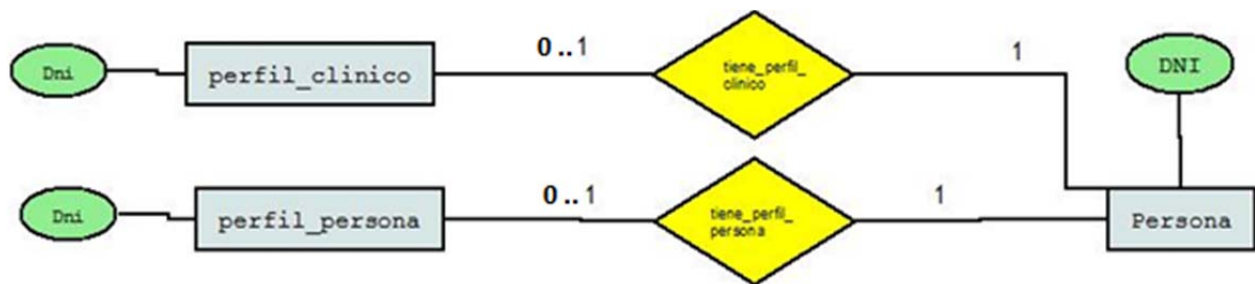 Dni
perfil_clinico
0..1
tiene_perfil_
clinico
1
DNI
Dni
perfil_persona
0..1
tiene_perfil_
persona
1
Persona